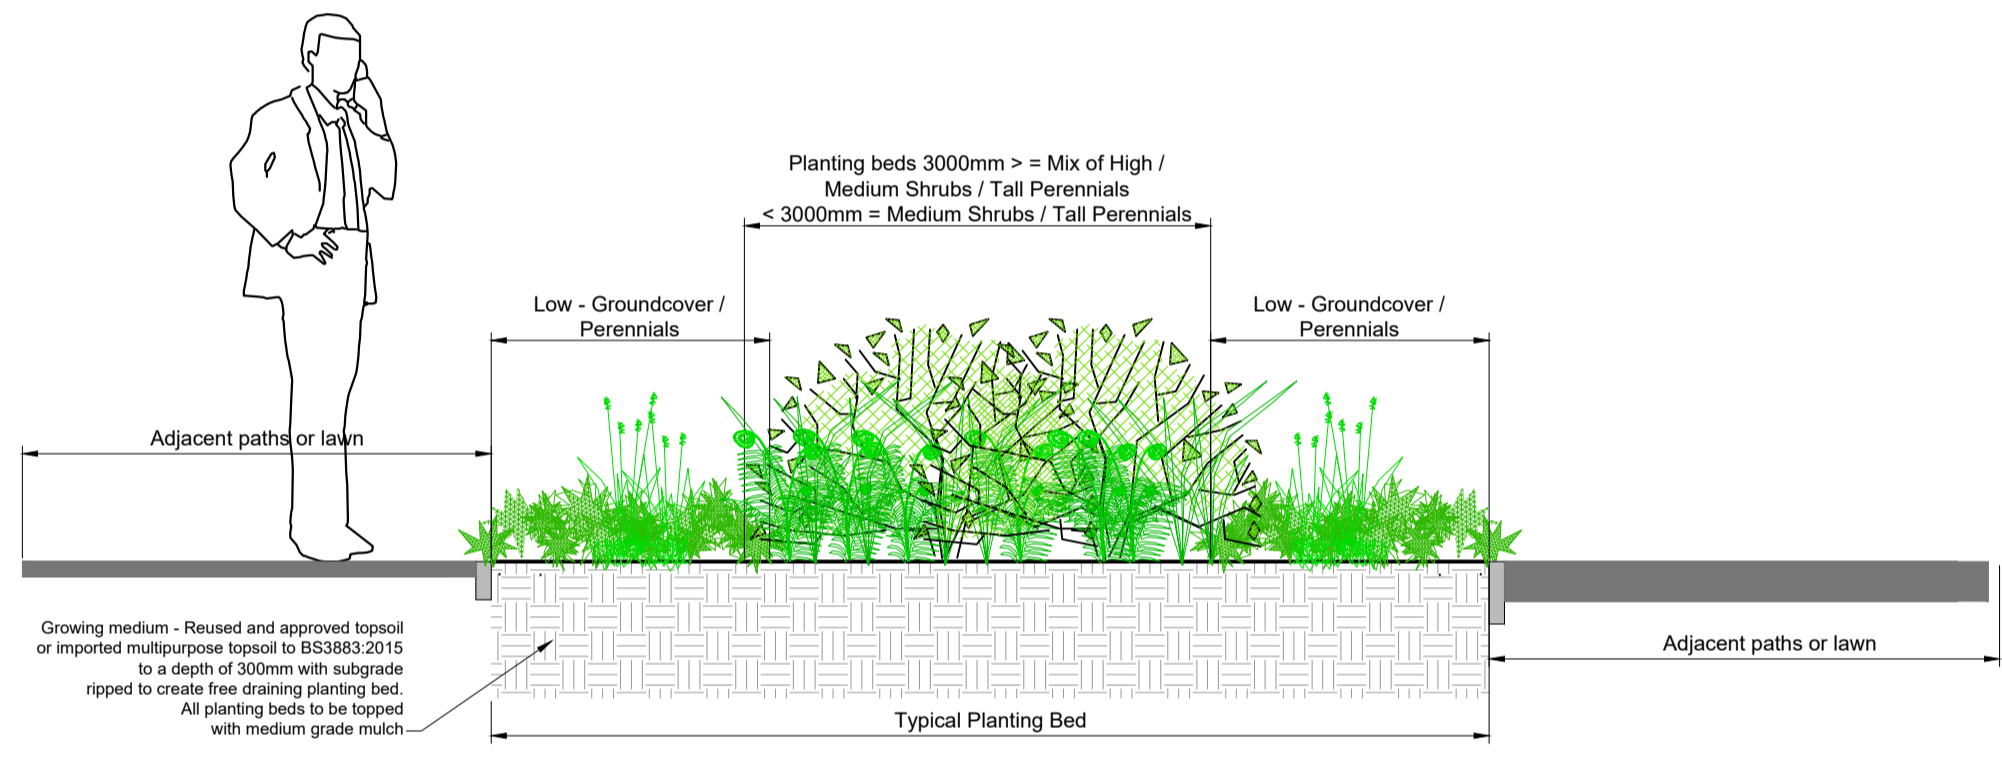 Planting beds 3000mm > = Mix of High /
Medium Shrubs / Tall Perennials
< 3000mm = Medium Shrubs / Tall Perennials
Low - Groundcover /
Perennials
Low - Groundcover /
Perennials
Adjacent paths or lawn
Growing medium - Reused and approved topsoil
or imported multipurpose topsoil to BS3883:2015
to a depth of 300mm with subgrade
ripped to create free draining planting bed.
All planting beds to be topped
with medium grade mulch
Adjacent paths or lawn
Typical Planting Bed